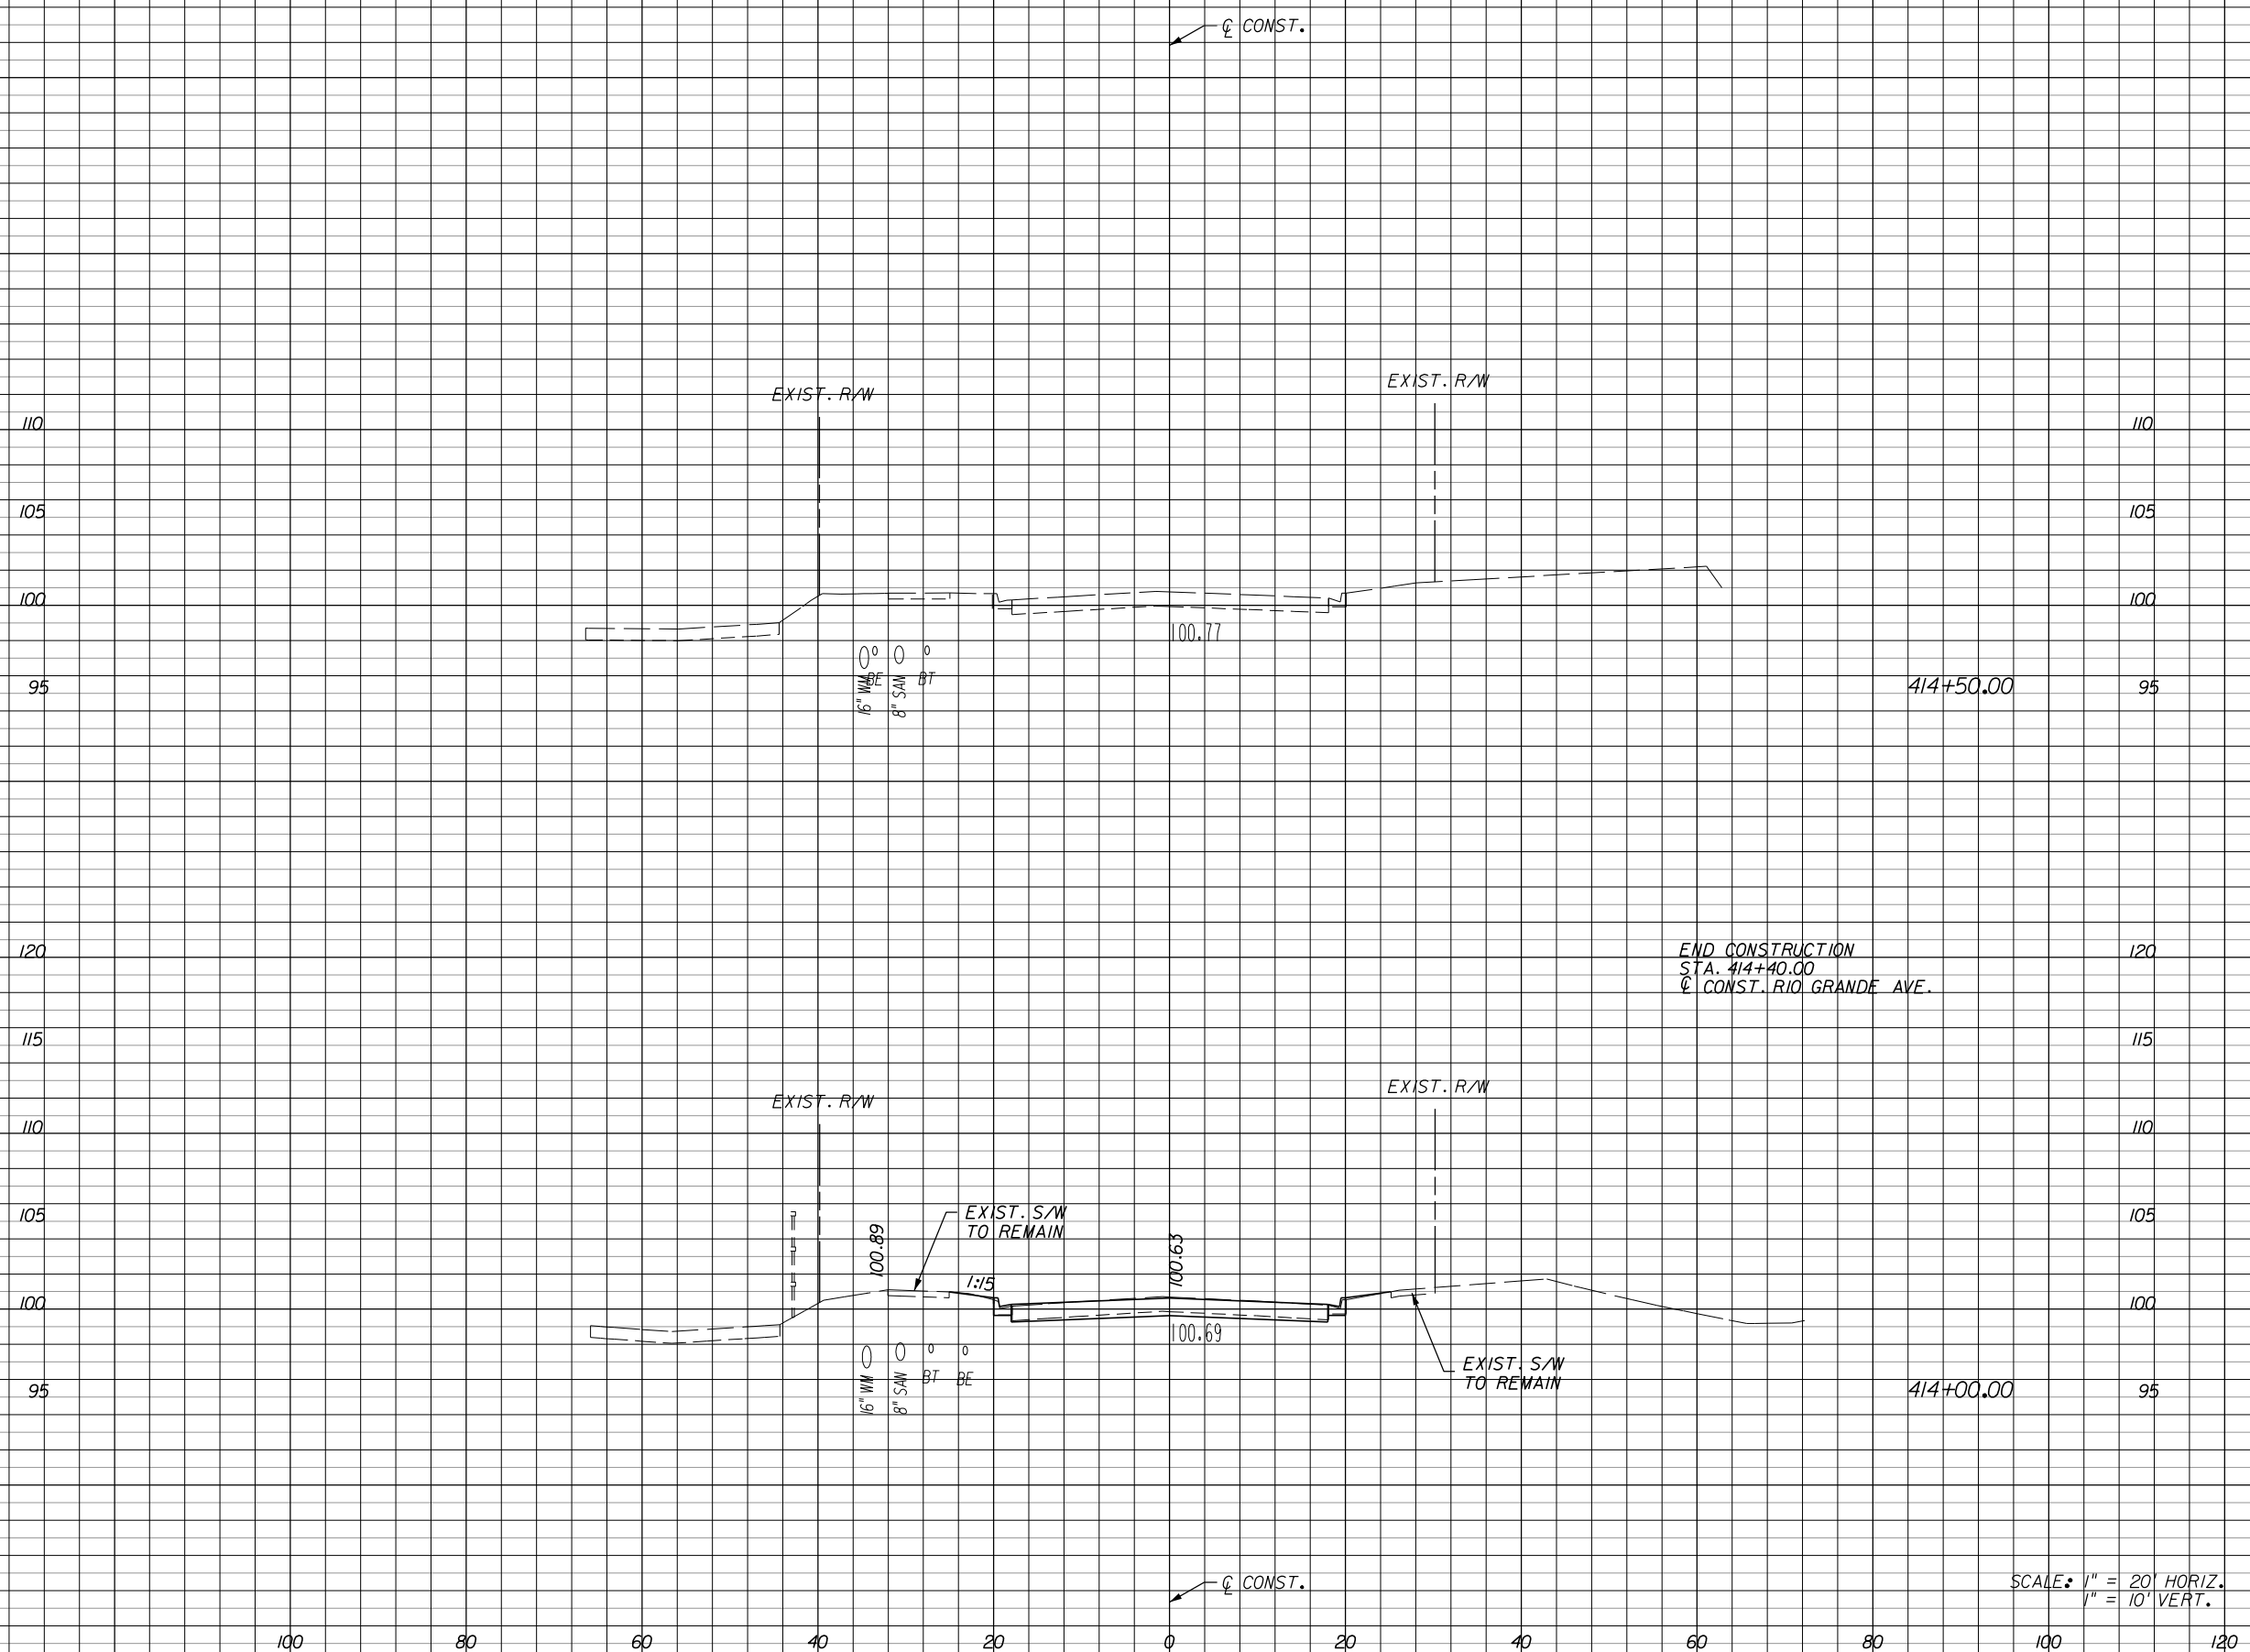 ℄ CONST.
EXIST. R/W
EXIST. R/W
110
110
105
105
100
100
100.77
16" WM
BE
8" SAN
BT
95
414+50.00
95
120
END CONSTRUCTION
STA. 414+40.00
℄ CONST. RIO GRANDE AVE.
120
115
115
EXIST. R/W
EXIST. R/W
110
110
105
EXIST. S/W
TO REMAIN
105
100.89
100.63
1:15
100
100
100.69
16" WM
8" SAN
BT
BE
EXIST. S/W
TO REMAIN
95
414+00.00
95
℄ CONST.
SCALE: 1" = 20' HORIZ.
1" = 10' VERT.
100 80 60 40 20 0 20 40 60 80 100 120